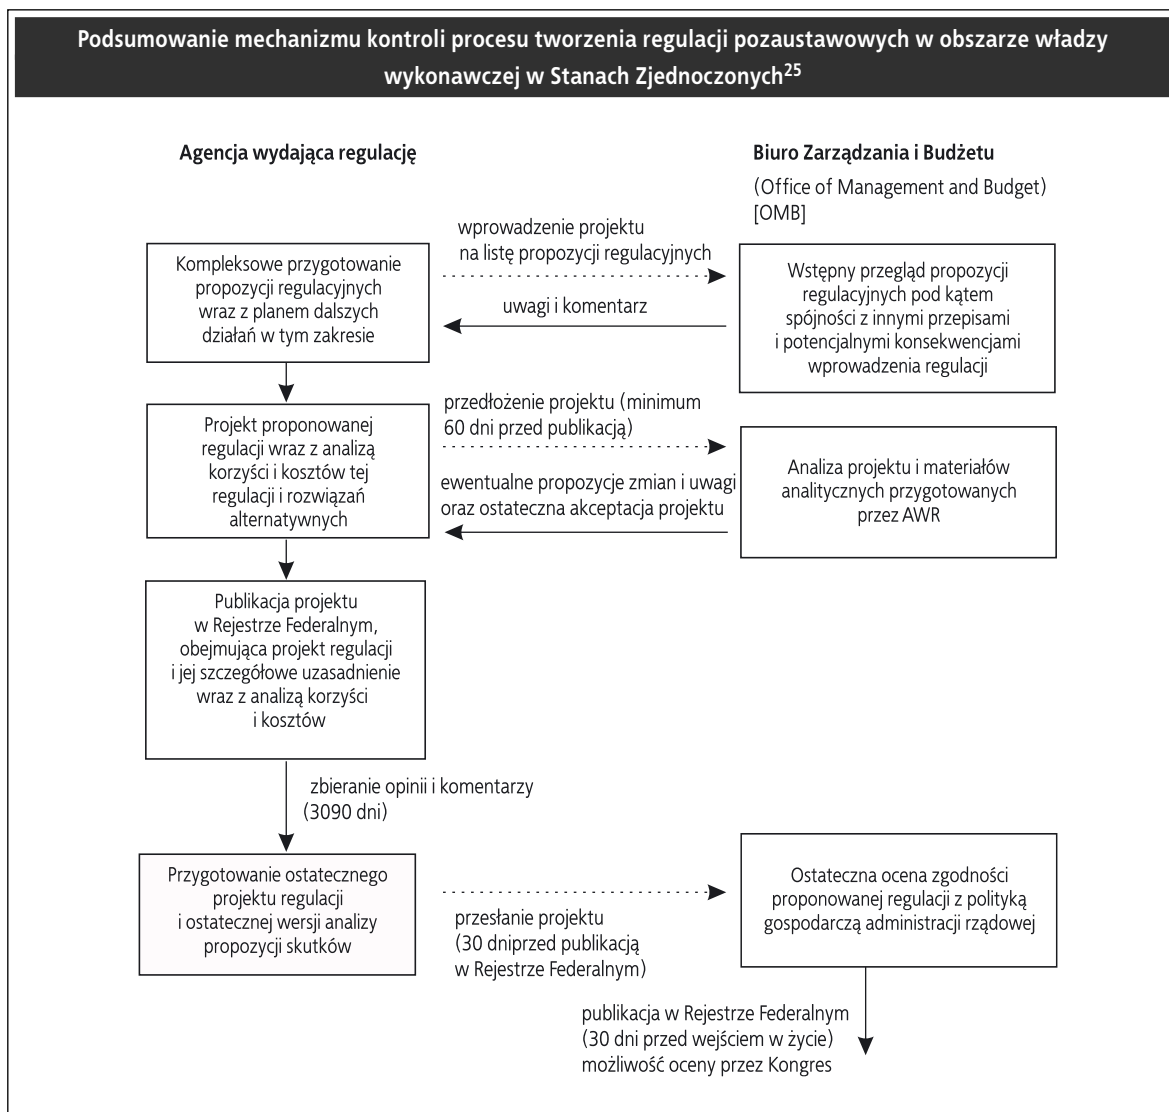 Podsumowanie mechanizmu kontroli procesu tworzenia regulacji pozaustawowych w obszarze władzy
wykonawczej w Stanach Zjednoczonych25
Agencja wydająca regulację
Biuro Zarządzania i Budżetu
(Office of Management and Budget)
[OMB]
Kompleksowe przygotowanie
propozycji regulacyjnych
wraz z planem dalszych
działań w tym zakresie
wprowadzenie projektu
na listę propozycji regulacyjnych
uwagi i komentarz
Wstępny przegląd propozycji
regulacyjnych pod kątem
spójności z innymi przepisami
i potencjalnymi konsekwencjami
wprowadzenia regulacji
Projekt proponowanej
regulacji wraz z analizą
korzyści i kosztów tej
regulacji i rozwiązań
alternatywnych
przedłożenie projektu (minimum
60 dni przed publikacją)
ewentualne propozycje zmian i uwagi
oraz ostateczna akceptacja projektu
Analiza projektu i materiałów
analitycznych przygotowanych
przez AWR
Publikacja projektu
w Rejestrze Federalnym,
obejmująca projekt regulacji
i jej szczegółowe uzasadnienie
wraz z analizą korzyści
i kosztów
zbieranie opinii i komentarzy
(3090 dni)
Przygotowanie ostatecznego
projektu regulacji
i ostatecznej wersji analizy
propozycji skutków
przesłanie projektu
(30 dniprzed publikacją
w Rejestrze Federalnym)
Ostateczna ocena zgodności
proponowanej regulacji z polityką
gospodarczą administracji rządowej
publikacja w Rejestrze Federalnym
(30 dni przed wejściem w życie)
możliwość oceny przez Kongres